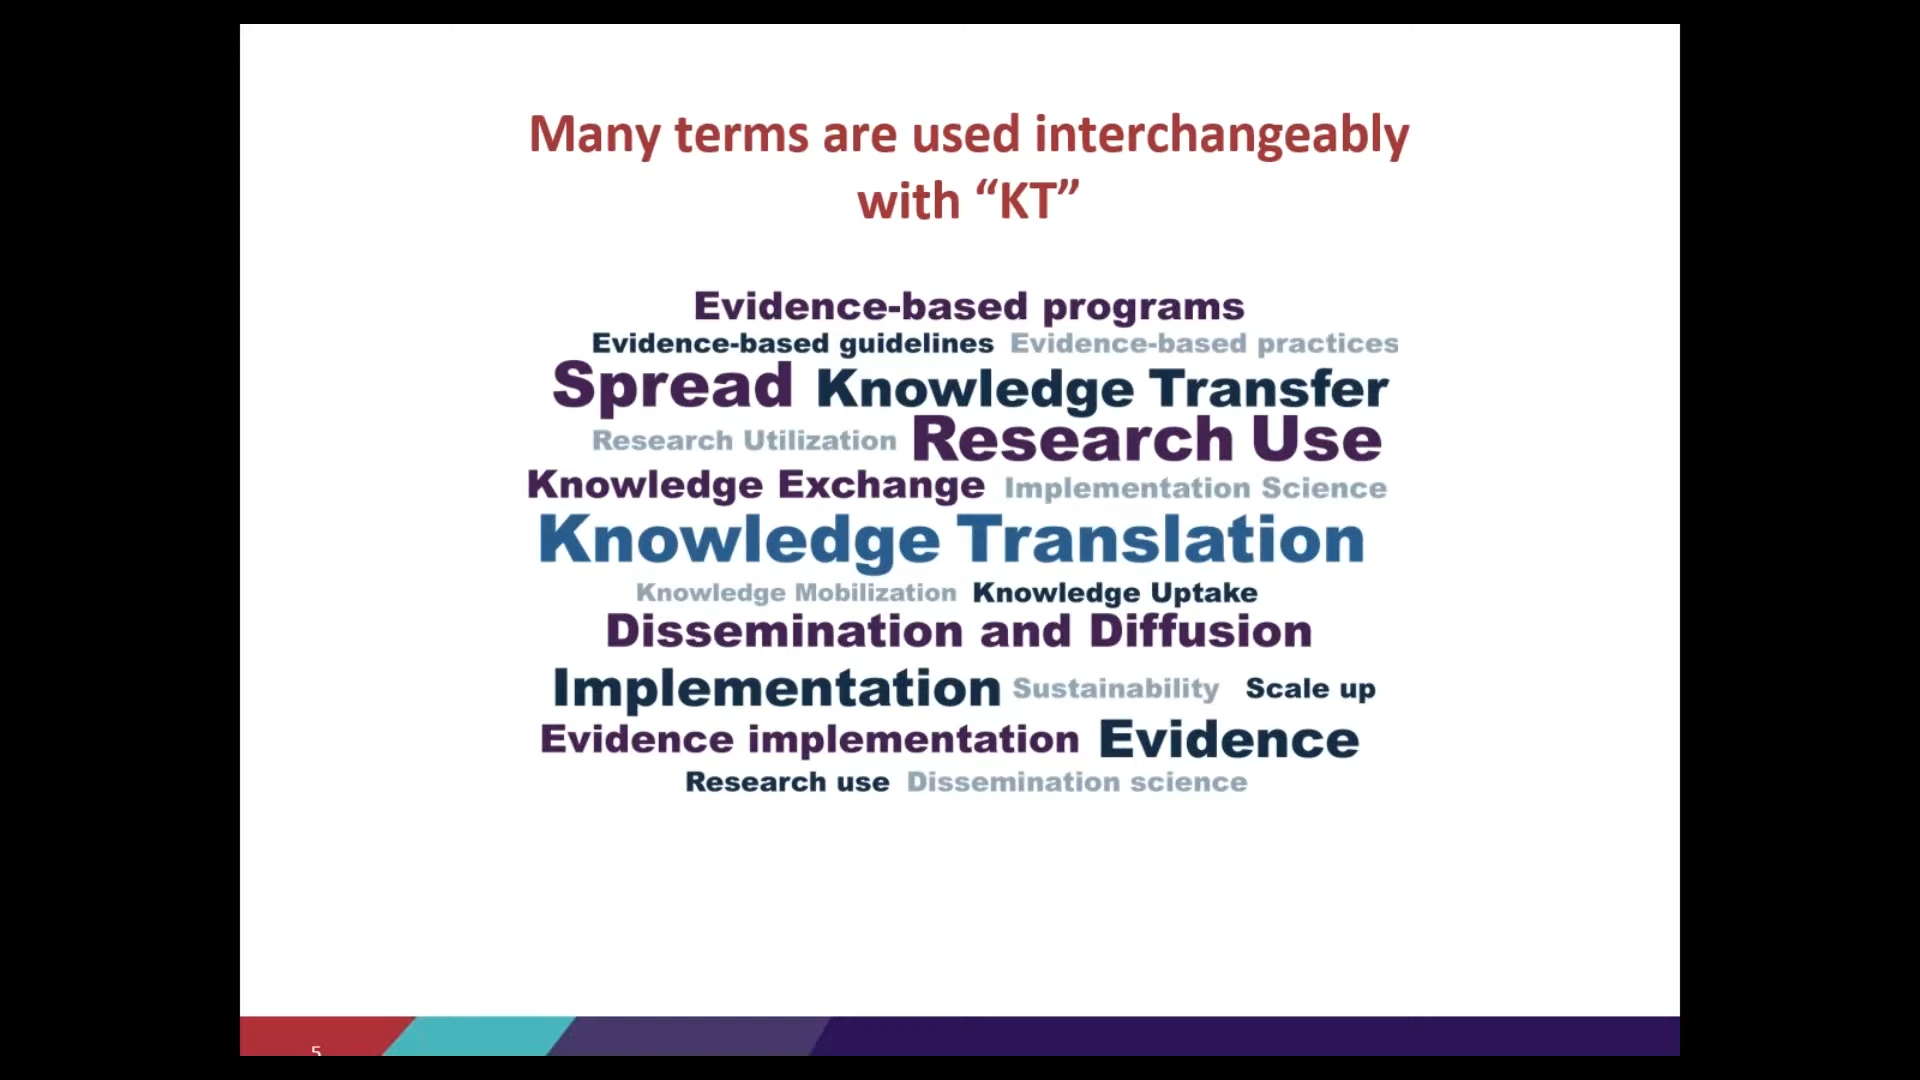 Many terms are used interchangeably
with “KT”
Evidence-based programs
Evidence-based guidelines Evidence-based practices
Spread Knowledge Transfer
Research Utilization Research Use
Knowledge Exchange Implementation Science
Knowledge Translation
Knowledge Mobilization Knowledge Uptake
Dissemination and Diffusion
Implementation Sustainability Scale up
Evidence implementation Evidence
Research use Dissemination science
5